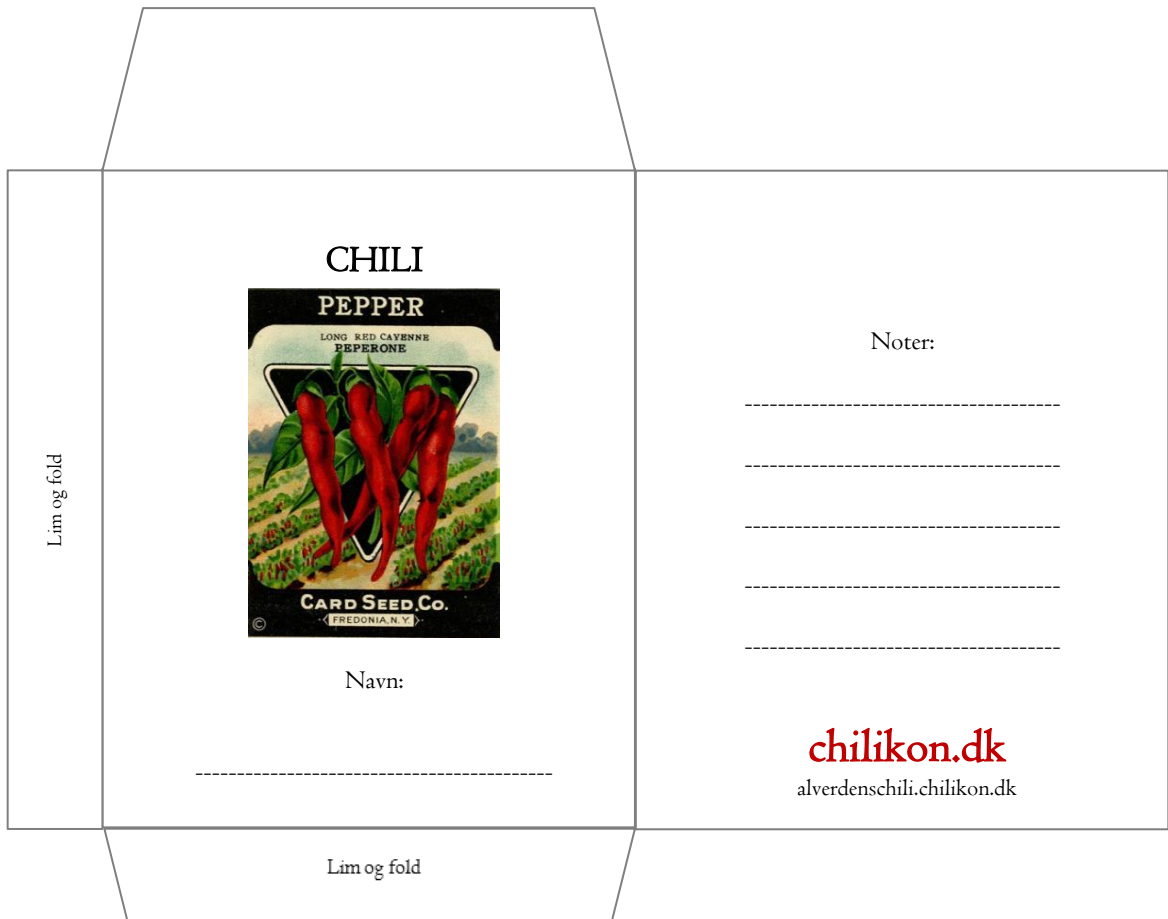 CHILI
PEPPER
LONG RED CAYENNE
PEPERONE
CARD SEED, CO.
FREDONIA, N. Y.
©
Navn:
--------------------------------------------
Lim og fold
Lim og fold
Noter:
---------------------------------------
---------------------------------------
---------------------------------------
---------------------------------------
---------------------------------------
chilikon.dk
alverdenschili.chilikon.dk